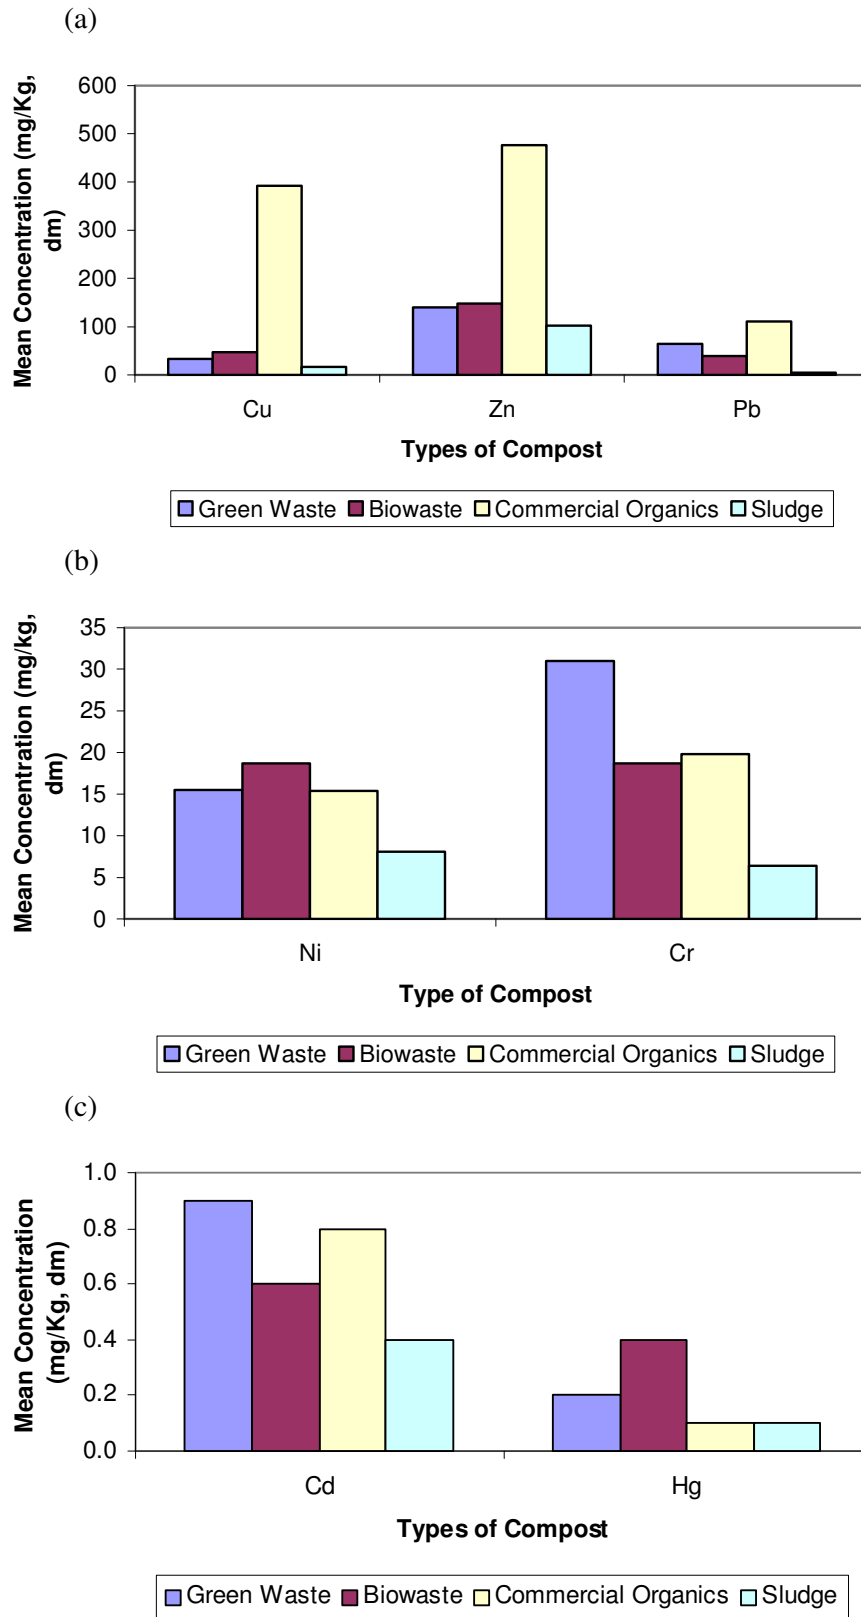 (a)
Mean Concentration (mg/Kg,
dm)
600
500
400
300
200
100
0
Cu Zn Pb
Types of Compost
Green Waste Biowaste Commercial Organics Sludge
(b)
Mean Concentration (mg/kg,
dm)
35
30
25
20
15
10
5
0
Ni Cr
Type of Compost
Green Waste Biowaste Commercial Organics Sludge
(c)
Mean Concentration
(mg/Kg, dm)
1.0
0.8
0.6
0.4
0.2
0.0
Cd Hg
Types of Compost
Green Waste Biowaste Commercial Organics Sludge